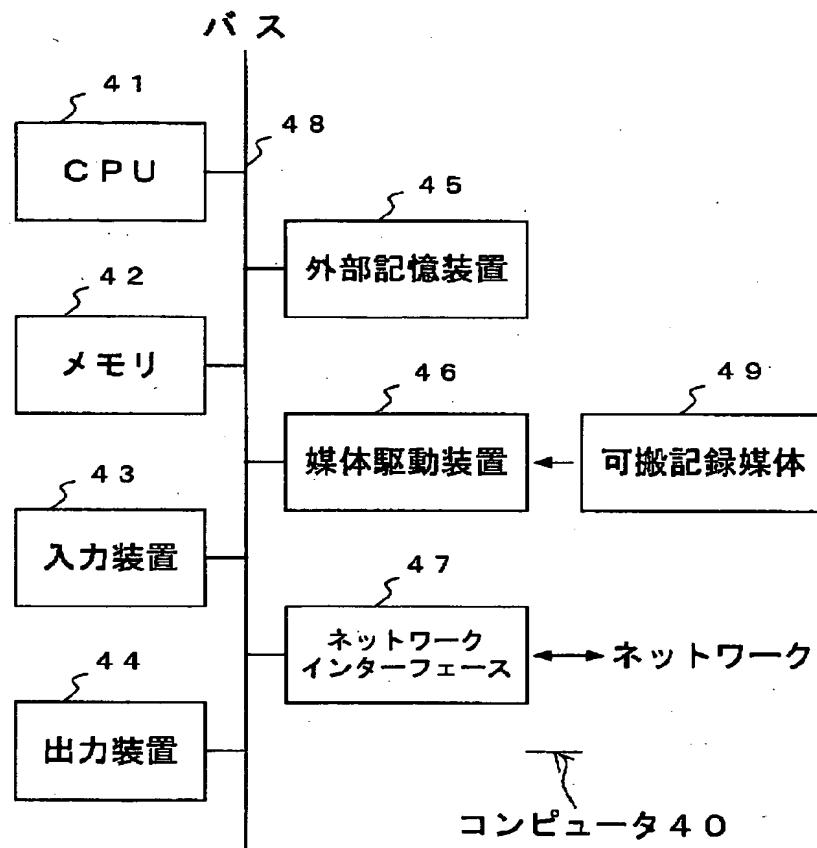 バス
41
48
CPU
45
外部記憶装置
42
メモリ
46
49
媒体駆動装置
可搬記録媒体
43
入力装置
47
ネットワーク
インターフェース
ネットワーク
44
出力装置
コンピュータ40